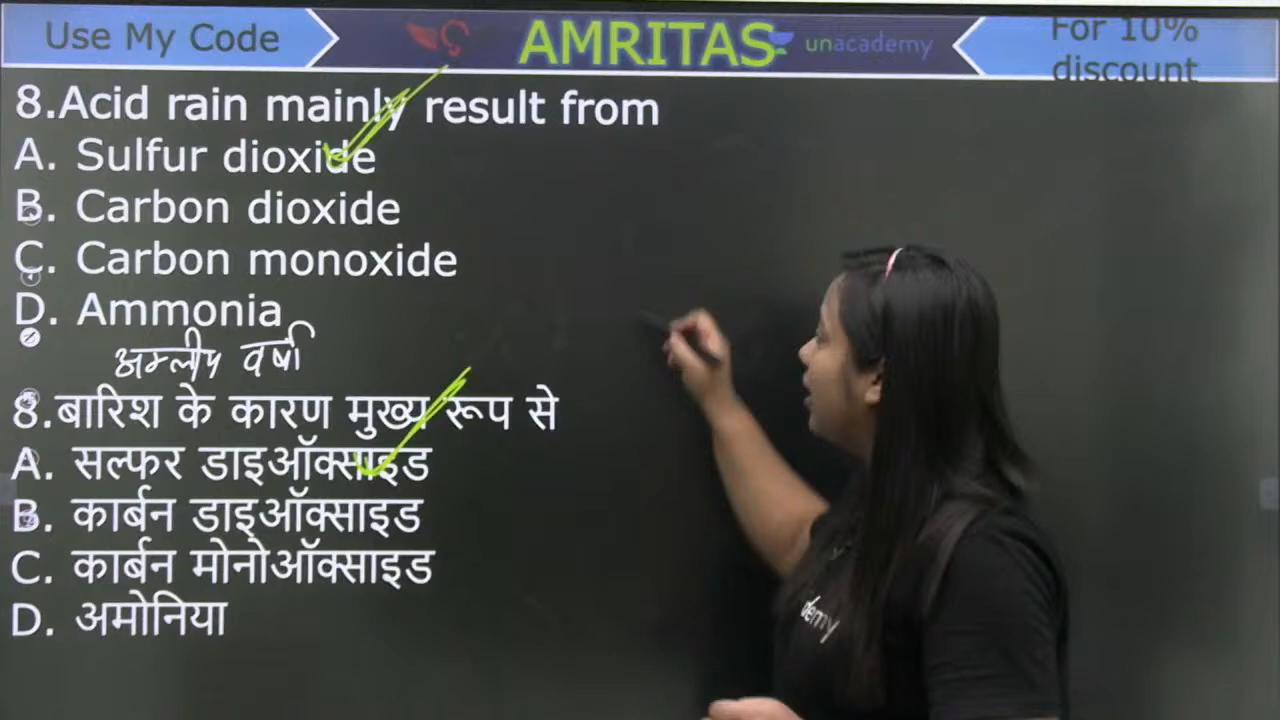 Use My Code
AMRITAS
unacademy
For 10%
discount
8.Acid rain mainly result from
A. Sulfur dioxide
B. Carbon dioxide
C. Carbon monoxide
D. Ammonia
अम्लीय वर्षा
8.बारिश के कारण मुख्य रूप से
A. सल्फर डाइऑक्साइड
B. कार्बन डाइऑक्साइड
C. कार्बन मोनोऑक्साइड
D. अमोनिया
demy